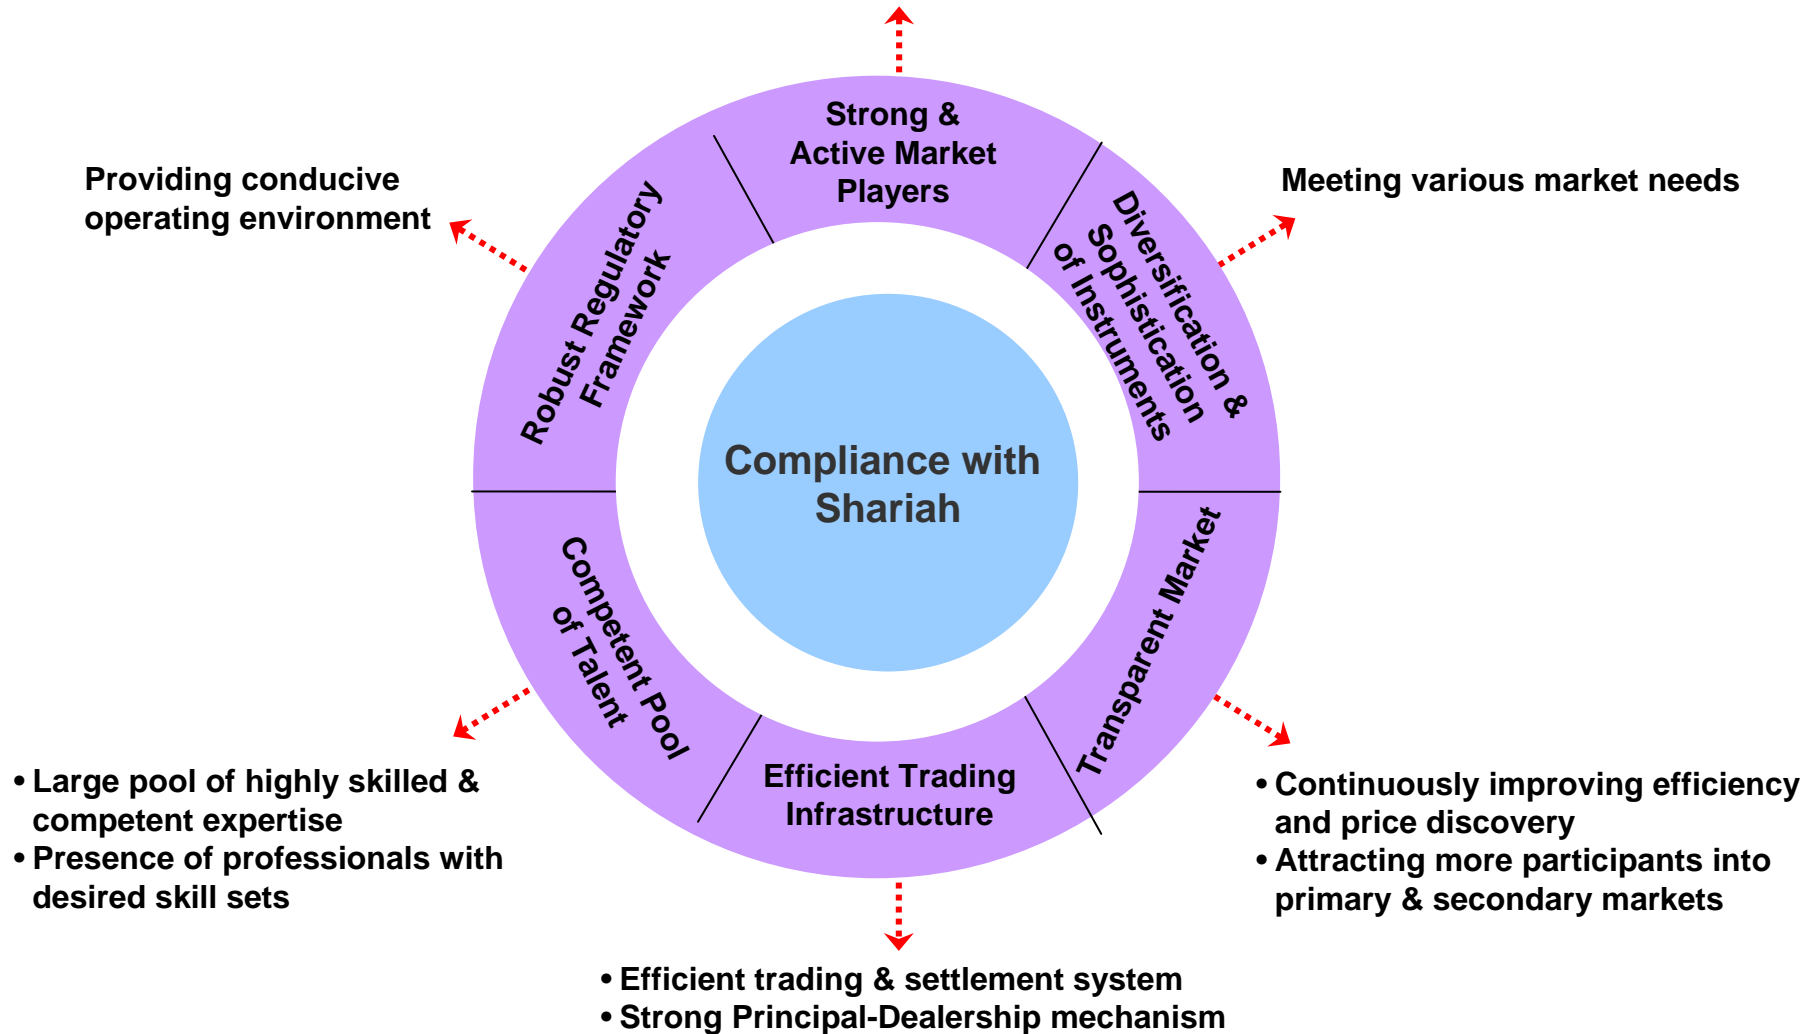 Strong &
Active Market
Players
Providing conducive
operating environment
Meeting various market needs
Robust Regulatory
Framework
Diversification &
Sophistication
of Instruments
Compliance with
Shariah
Competent Pool
of Talent
Transparent Market
Efficient Trading
Infrastructure
• Large pool of highly skilled &
competent expertise
• Presence of professionals with
desired skill sets
• Continuously improving efficiency
and price discovery
• Attracting more participants into
primary & secondary markets
• Efficient trading & settlement system
• Strong Principal-Dealership mechanism